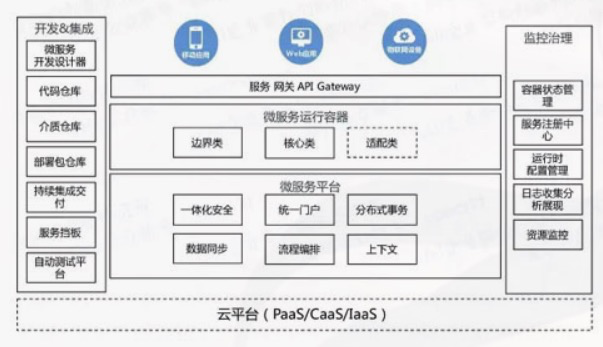 开发&集成
微服务
开发设计器
代码仓库
介质仓库
部署包仓库
持续集成交
付
服务挡板
自动测试平
台
移动应用
Web应用
物联网设备
服务 网关 API Gateway
微服务运行容器
边界类
核心类
适配类
微服务平台
一体化安全
统一门户
分布式事务
数据同步
流程编排
上下文
监控治理
容器状态管
理
服务注册中
心
运行时
配置管理
日志收集分
析展现
资源监控
云平台（PaaS/CaaS/IaaS）